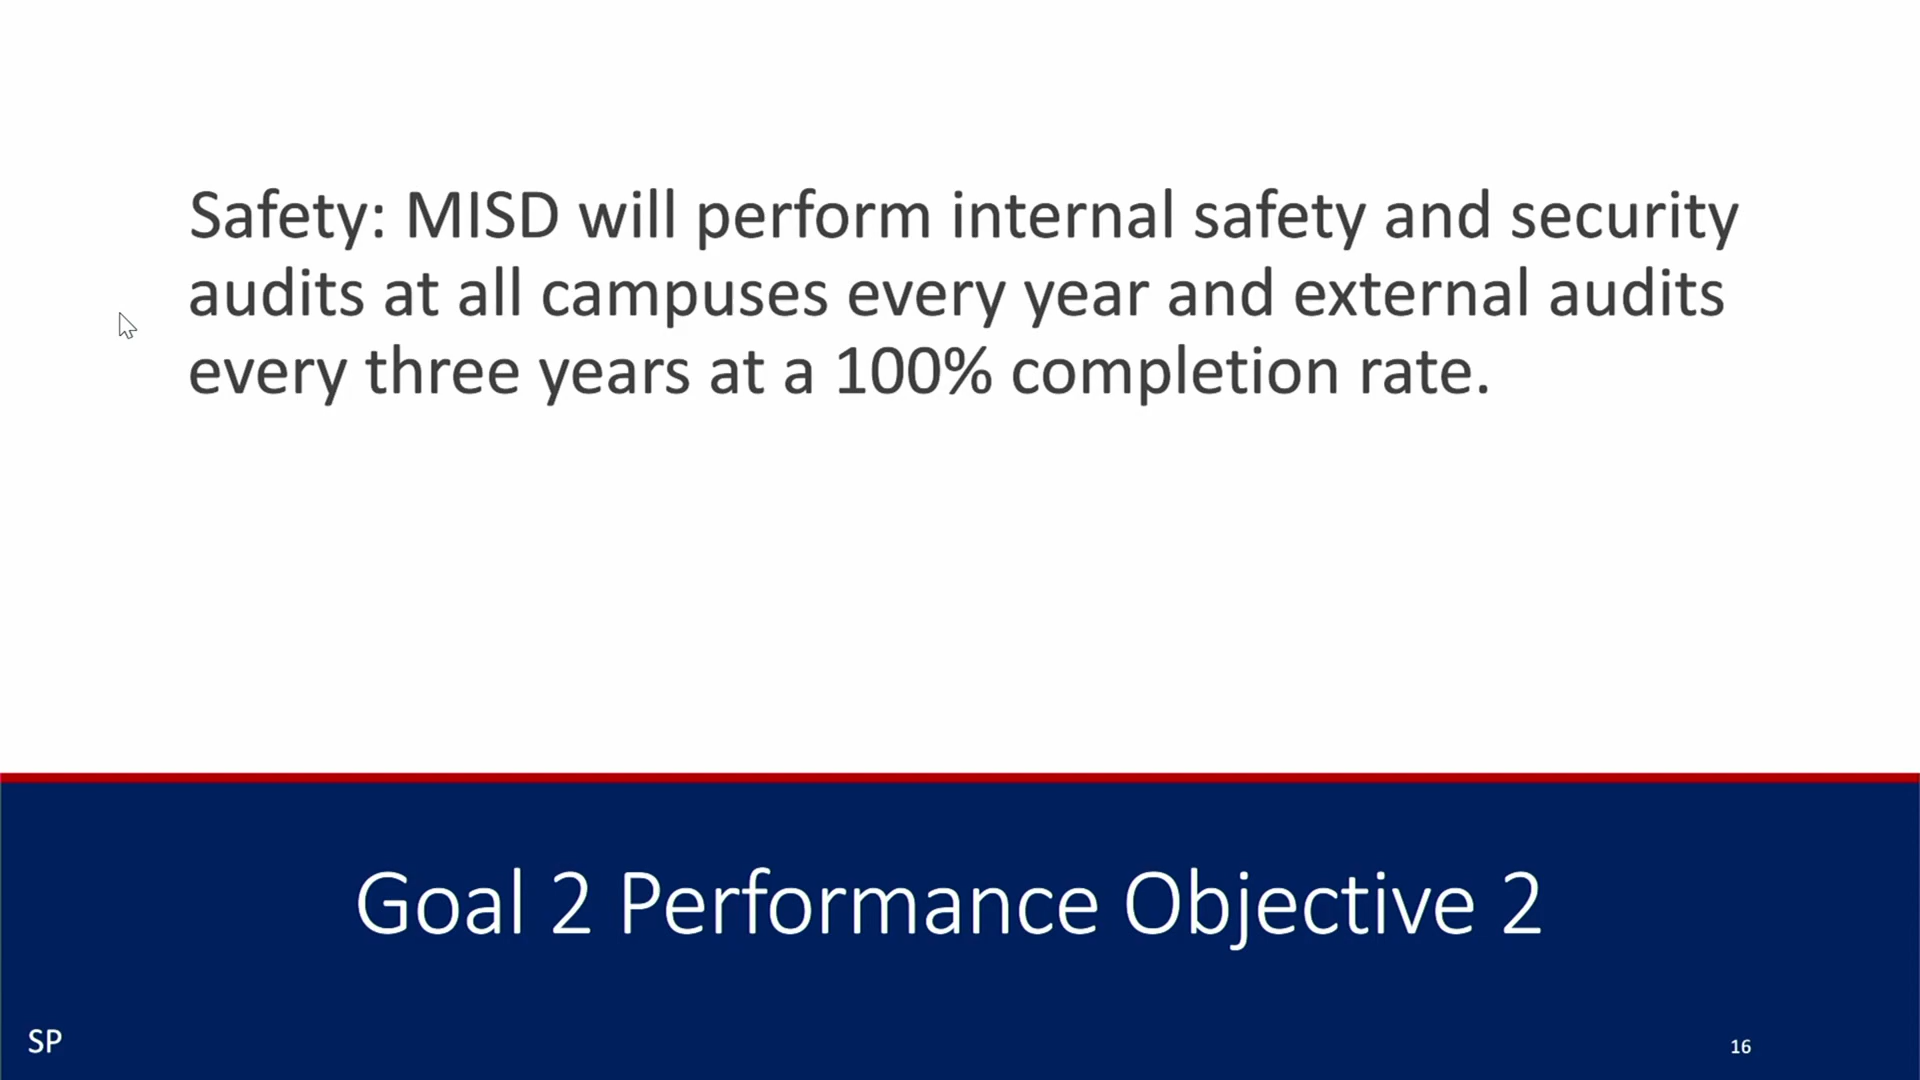 Safety: MISD will perform internal safety and security
audits at all campuses every year and external audits
every three years at a 100% completion rate.
Goal 2 Performance Objective 2
SP
16